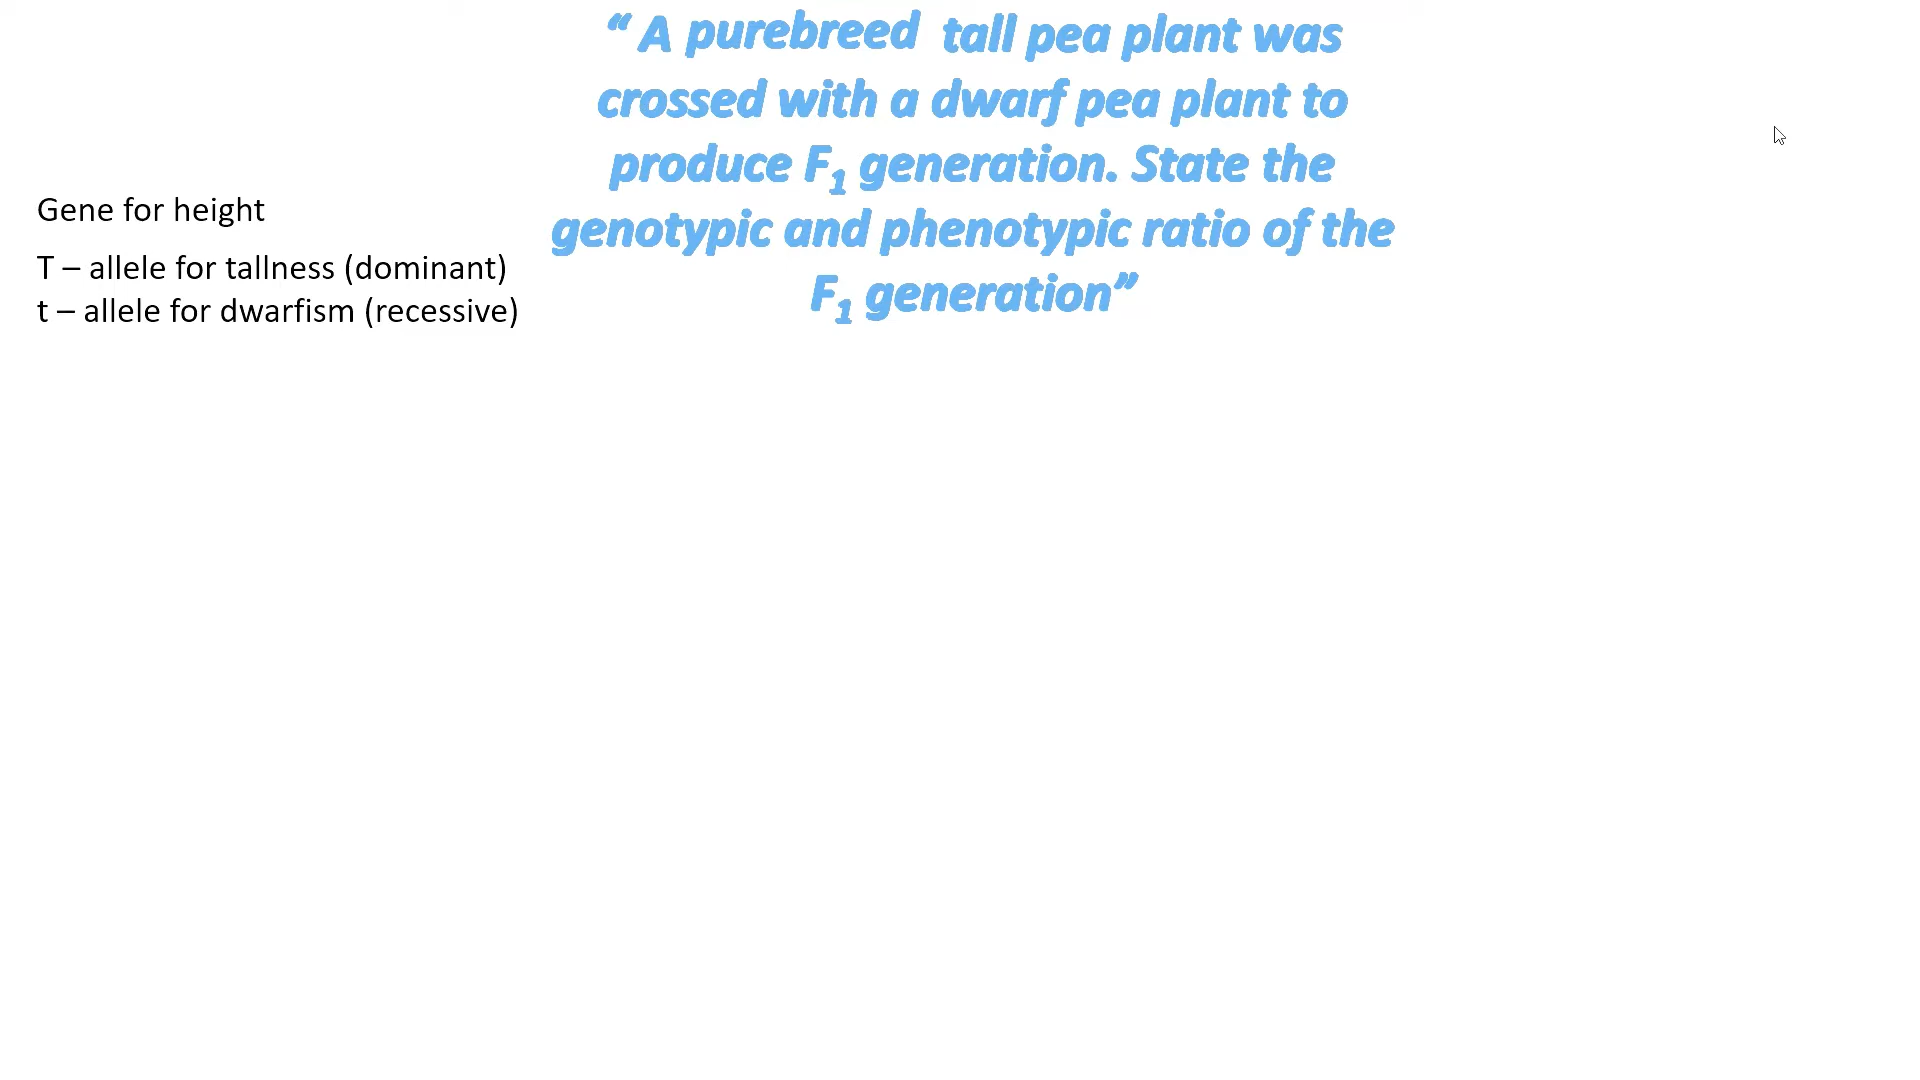 “ A purebreed tall pea plant was
crossed with a dwarf pea plant to
produce F₁ generation. State the
genotypic and phenotypic ratio of the
F₁ generation”
Gene for height
T – allele for tallness (dominant)
t – allele for dwarfism (recessive)